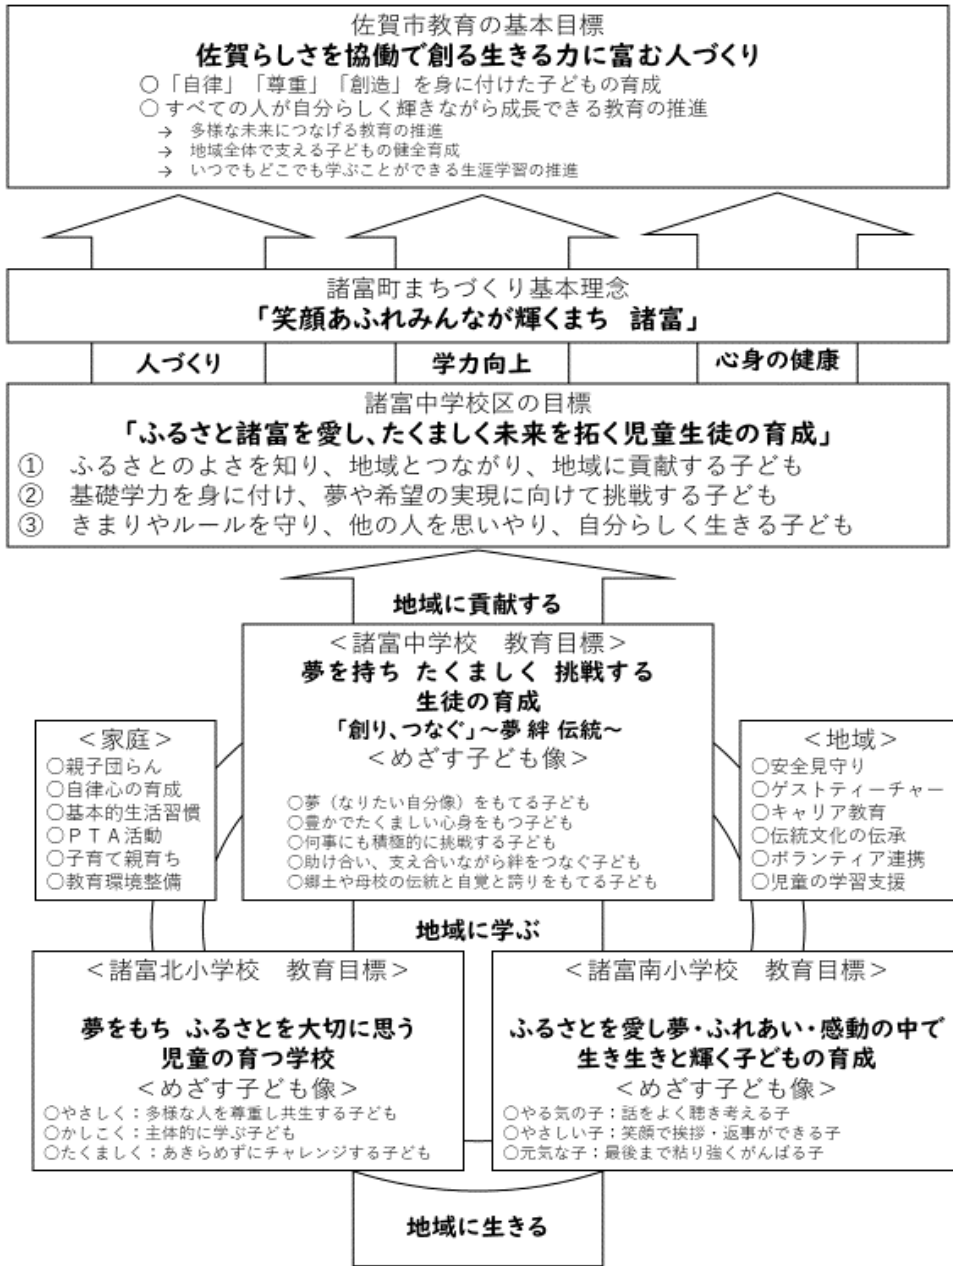 佐賀市教育の基本目標
佐賀らしさを協働で創る生きる力に富む人づくり
○「自律」「尊重」「創造」を身に付けた子どもの育成
○すべての人が自分らしく輝きながら成長できる教育の推進
→ 多様な未来につなげる教育の推進
→ 地域全体で支える子どもの健全育成
→ いつでもどこでも学ぶことができる生涯学習の推進
諸富町まちづくり基本理念
「笑顔あふれみんなが輝くまち 諸富」
人づくり 学力向上 心身の健康
諸富中学校区の目標
「ふるさと諸富を愛し、たくましく未来を拓く児童生徒の育成」
① ふるさとのよさを知り、地域とつながり、地域に貢献する子ども
② 基礎学力を身に付け、夢や希望の実現に向けて挑戦する子ども
③ きまりやルールを守り、他の人を思いやり、自分らしく生きる子ども
地域に貢献する
＜諸富中学校 教育目標＞
夢を持ち たくましく 挑戦する
生徒の育成
「創り、つなぐ」～夢 絆 伝統～
＜めざす子ども像＞
○夢（なりたい自分像）をもてる子ども
○豊かでたくましい心身をもつ子ども
○何事にも積極的に挑戦する子ども
○助け合い、支え合いながら絆をつなぐ子ども
○郷土や母校の伝統と自覚と誇りをもてる子ども
＜家庭＞
○親子団らん
○自律心の育成
○基本的生活習慣
○ＰＴＡ活動
○子育て親育ち
○教育環境整備
＜地域＞
○安全見守り
○ゲストティーチャー
○キャリア教育
○伝統文化の伝承
○ボランティア連携
○児童の学習支援
地域に学ぶ
＜諸富北小学校 教育目標＞
夢をもち ふるさとを大切に思う
児童の育つ学校
＜めざす子ども像＞
○やさしく：多様な人を尊重し共生する子ども
○かしこく：主体的に学ぶ子ども
○たくましく：あきらめずにチャレンジする子ども
＜諸富南小学校 教育目標＞
ふるさとを愛し夢・ふれあい・感動の中で
生き生きと輝く子どもの育成
＜めざす子ども像＞
○やる気の子：話をよく聴き考える子
○やさしい子：笑顔で挨拶・返事ができる子
○元気な子：最後まで粘り強くがんばる子
地域に生きる